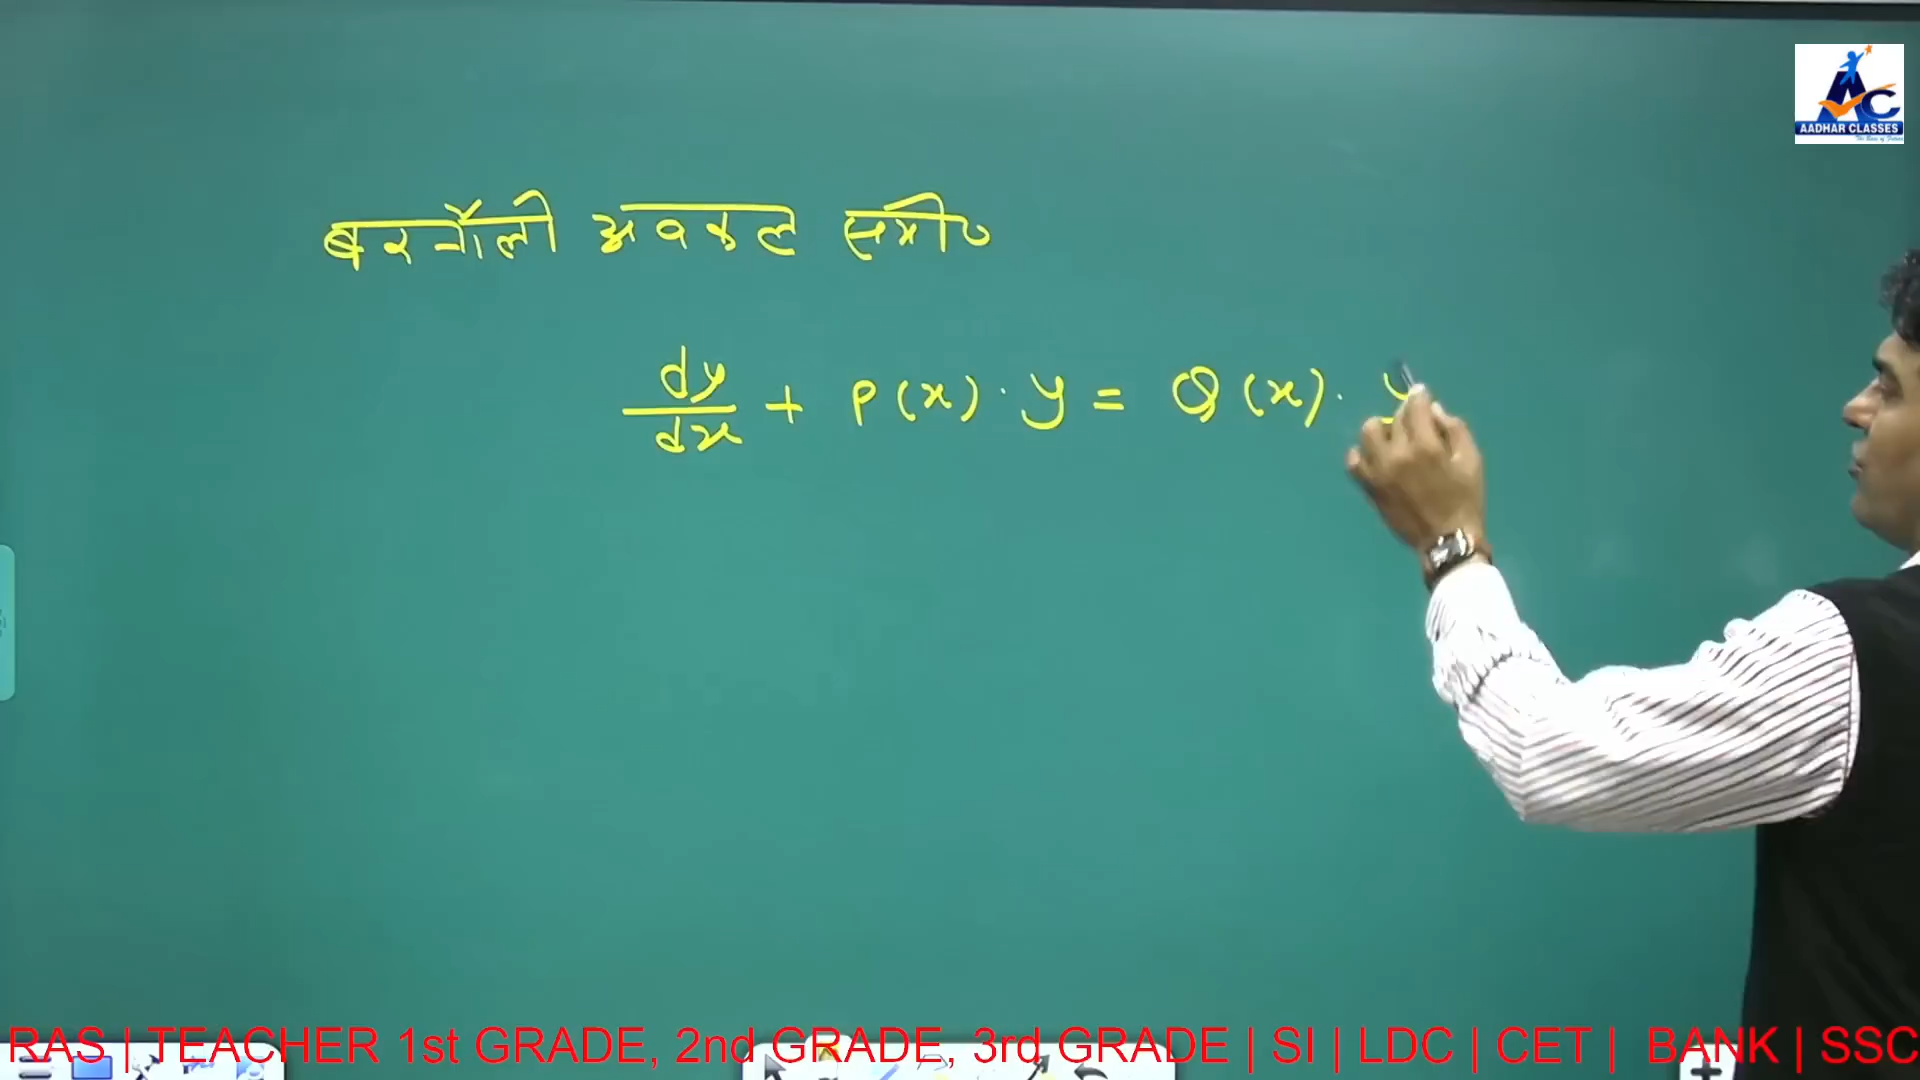 AADHAR CLASSES
बरनौली अवकल समी०
dy/dx + P(x) · y = Q(x) · y
RAS | TEACHER 1st GRADE, 2nd GRADE, 3rd GRADE | SI | LDC | CET | BANK | SSC